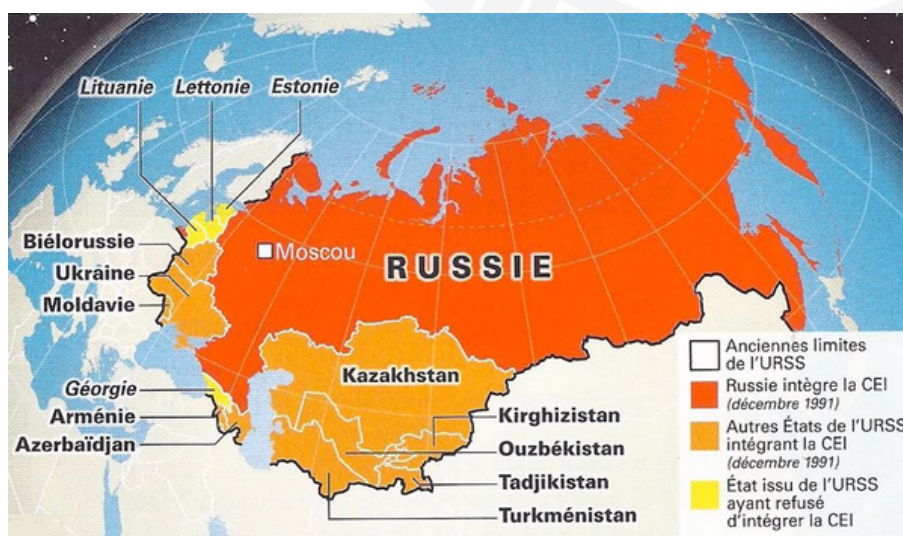 Lituanie Lettonie Estonie
Biélorussie
Ukraine
Moldavie
Moscou
RUSSIE
Géorgie
Arménie
Azerbaïdjan
Kazakhstan
Kirghizistan
Ouzbékistan
Tadjikistan
Turkménistan
Anciennes limites
de l'URSS
Russie intègre la CEI
(décembre 1991)
Autres États de l'URSS
intégrant la CEI
(décembre 1991)
État issu de l'URSS
ayant refusé
d'intégrer la CEI